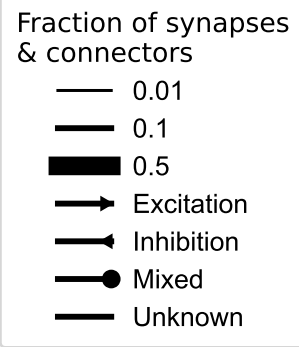 Fraction of synapses
& connectors
0.01
0.1
0.5
Excitation
Inhibition
Mixed
Unknown